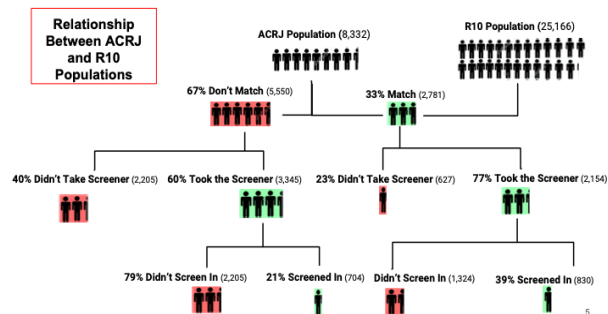 Relationship
Between ACRJ
and R10
Populations
ACRJ Population (8,332)
R10 Population (25,166)
67% Don't Match (5,550)
33% Match (2,781)
40% Didn't Take Screener (2,205)
60% Took the Screener (3,345)
23% Didn't Take Screener (627)
77% Took the Screener (2,154)
79% Didn't Screen In (2,205)
21% Screened In (704)
Didn't Screen In (1,324)
39% Screened In (830)
5